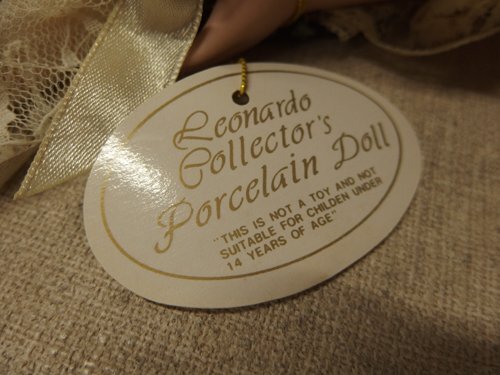 Leonardo
Collector's
Porcelain Doll
"THIS IS NOT A TOY AND NOT
SUITABLE FOR CHILDEN UNDER
14 YEARS OF AGE"